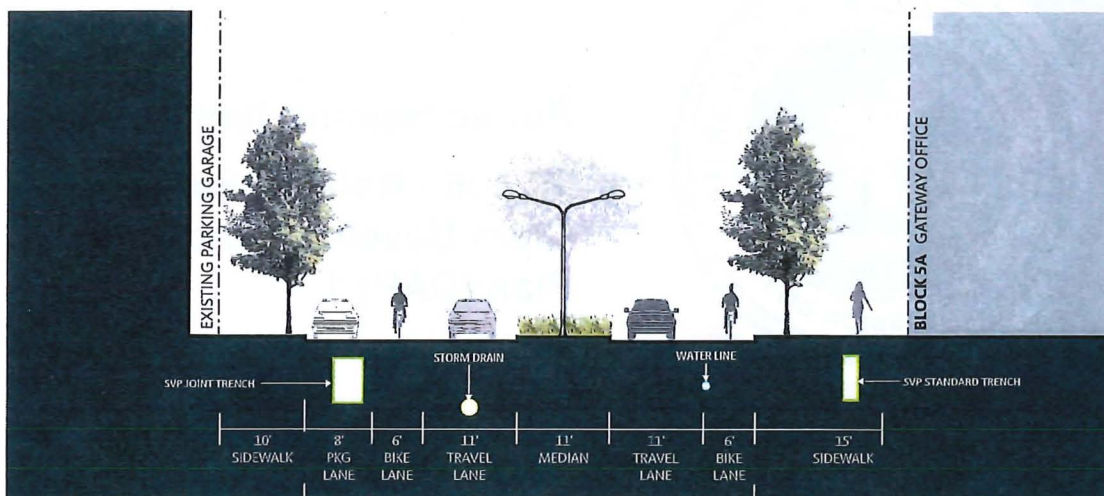 EXISTING PARKING GARAGE
BLOCK 5A GATEWAY OFFICE
STORM DRAIN
WATER LINE
SVP JOINT TRENCH
SVP STANDARD TRENCH
10' 8' 6' 11' 11' 11' 6' 15'
SIDEWALK PKG BIKE TRAVEL MEDIAN TRAVEL BIKE SIDEWALK
LANE LANE LANE LANE LANE